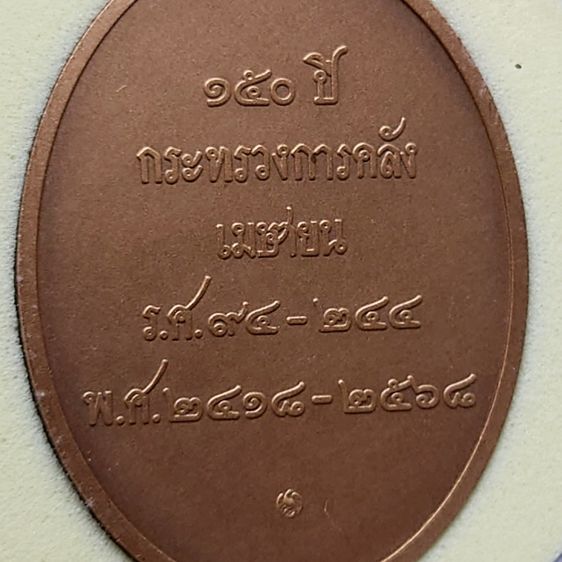 ๑๕๐ ปี
กระทรวงการคลัง
เมษายน
ร.ศ.๙๔-๒๔๔
พ.ศ.๒๔๑๘-๒๕๖๘